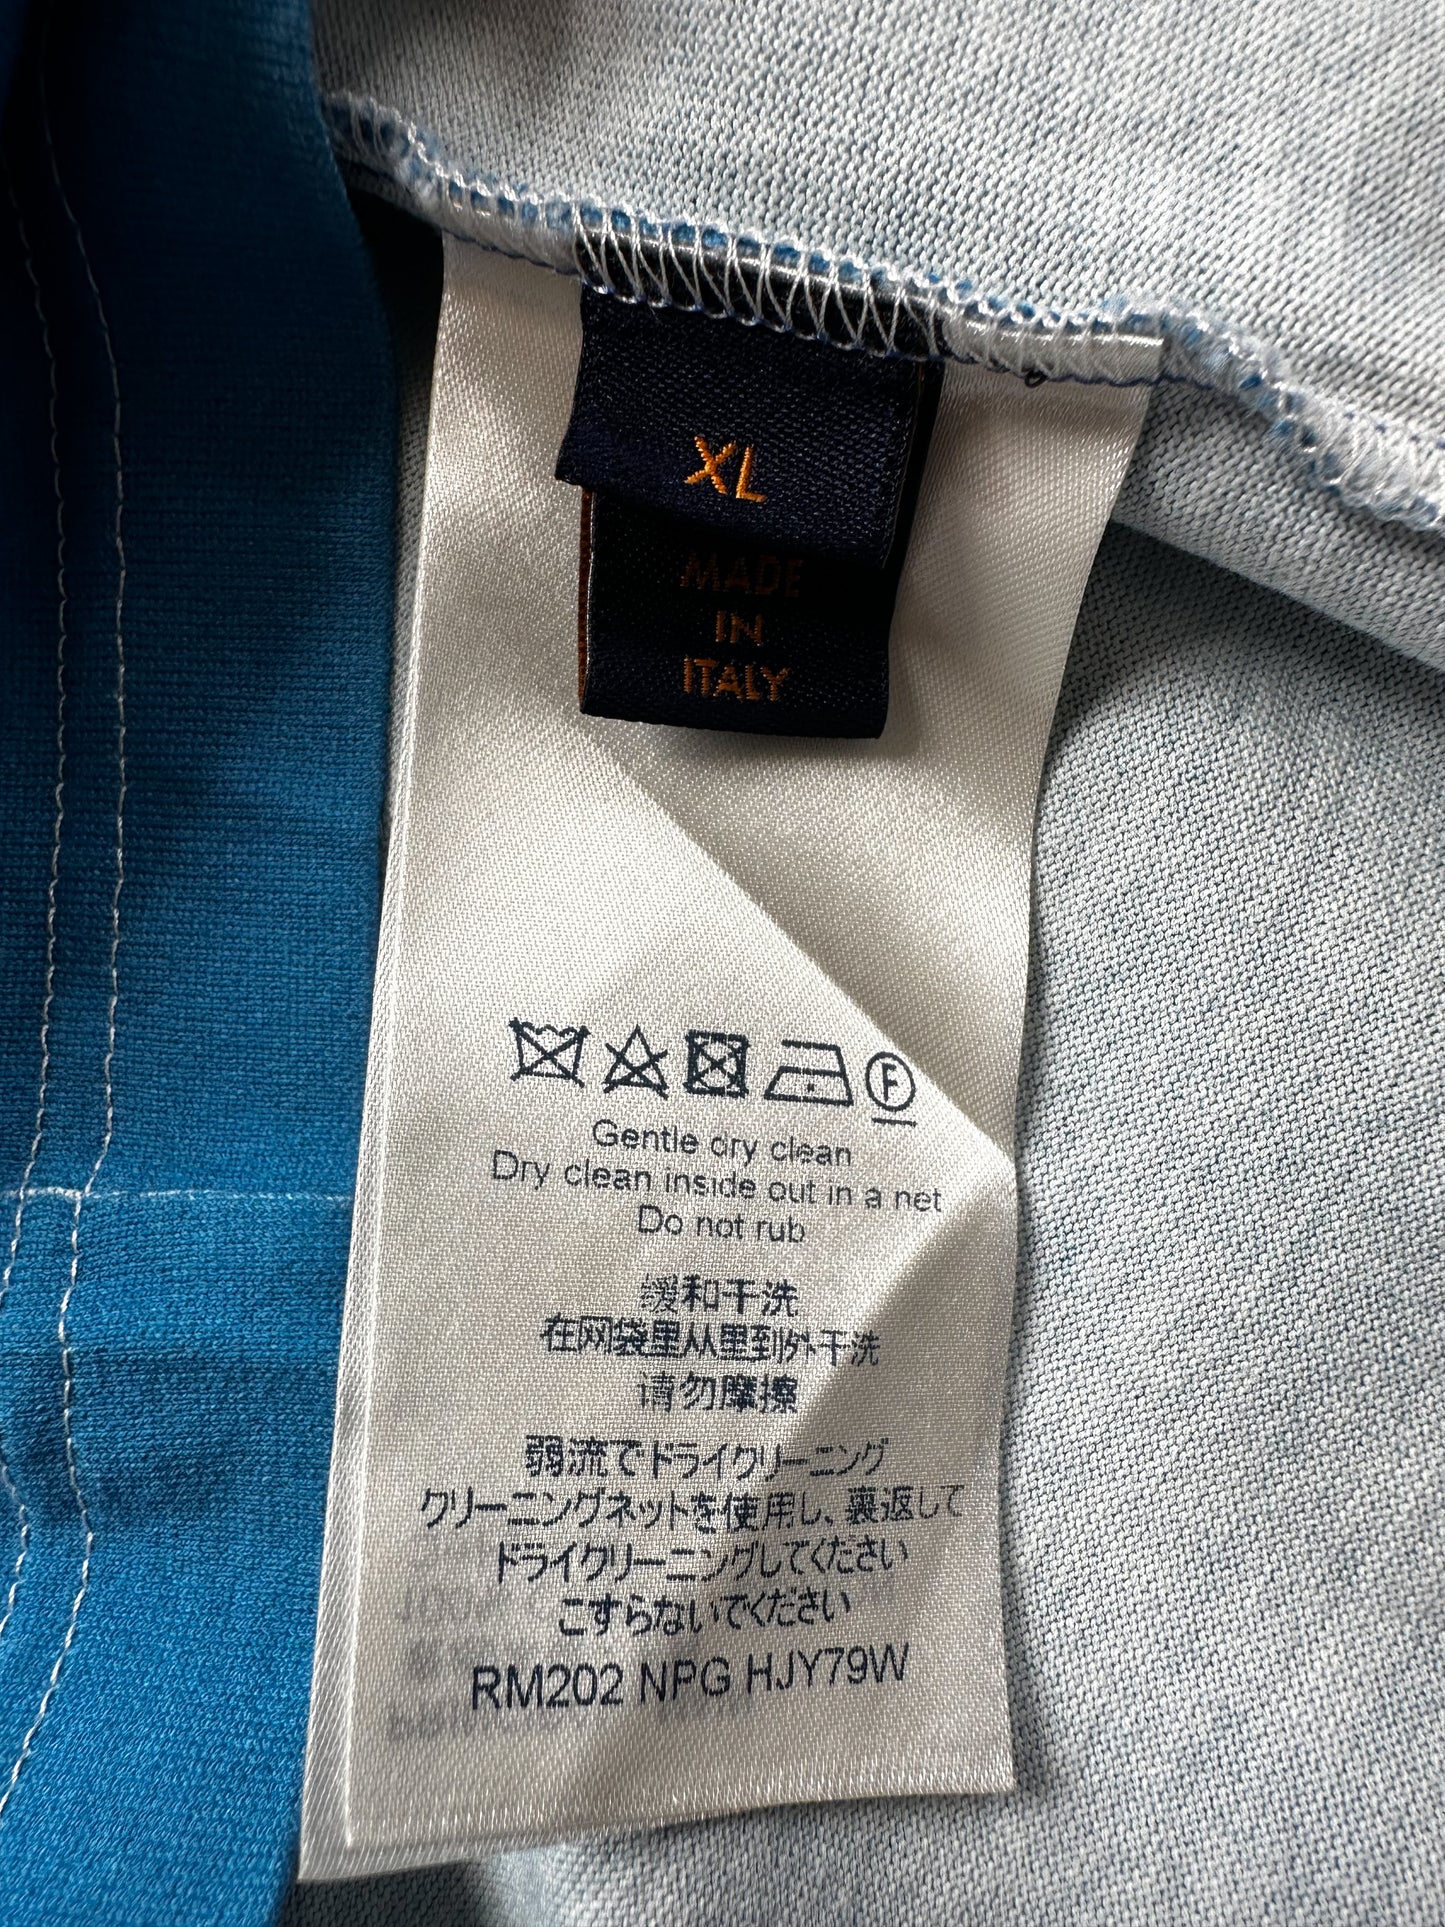 XL
MADE
IN
ITALY
F
Gentle dry clean
Dry clean inside out in a net
Do not rub
缓和干洗
在网袋里从里到外干洗
请勿摩擦
弱流でドライクリーニング
クリーニングネットを使用し、裏返して
ドライクリーニングしてください
こすらないでください
RM202 NPG HJY79W